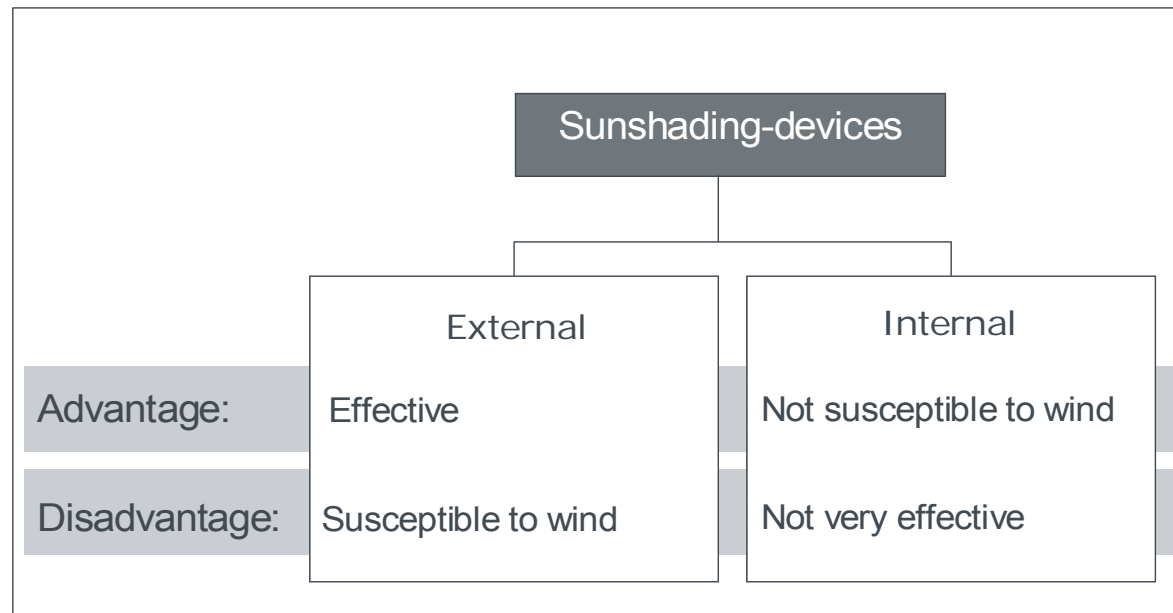 Sunshading-devices
External
Internal
Advantage:
Effective
Not susceptible to wind
Disadvantage:
Susceptible to wind
Not very effective